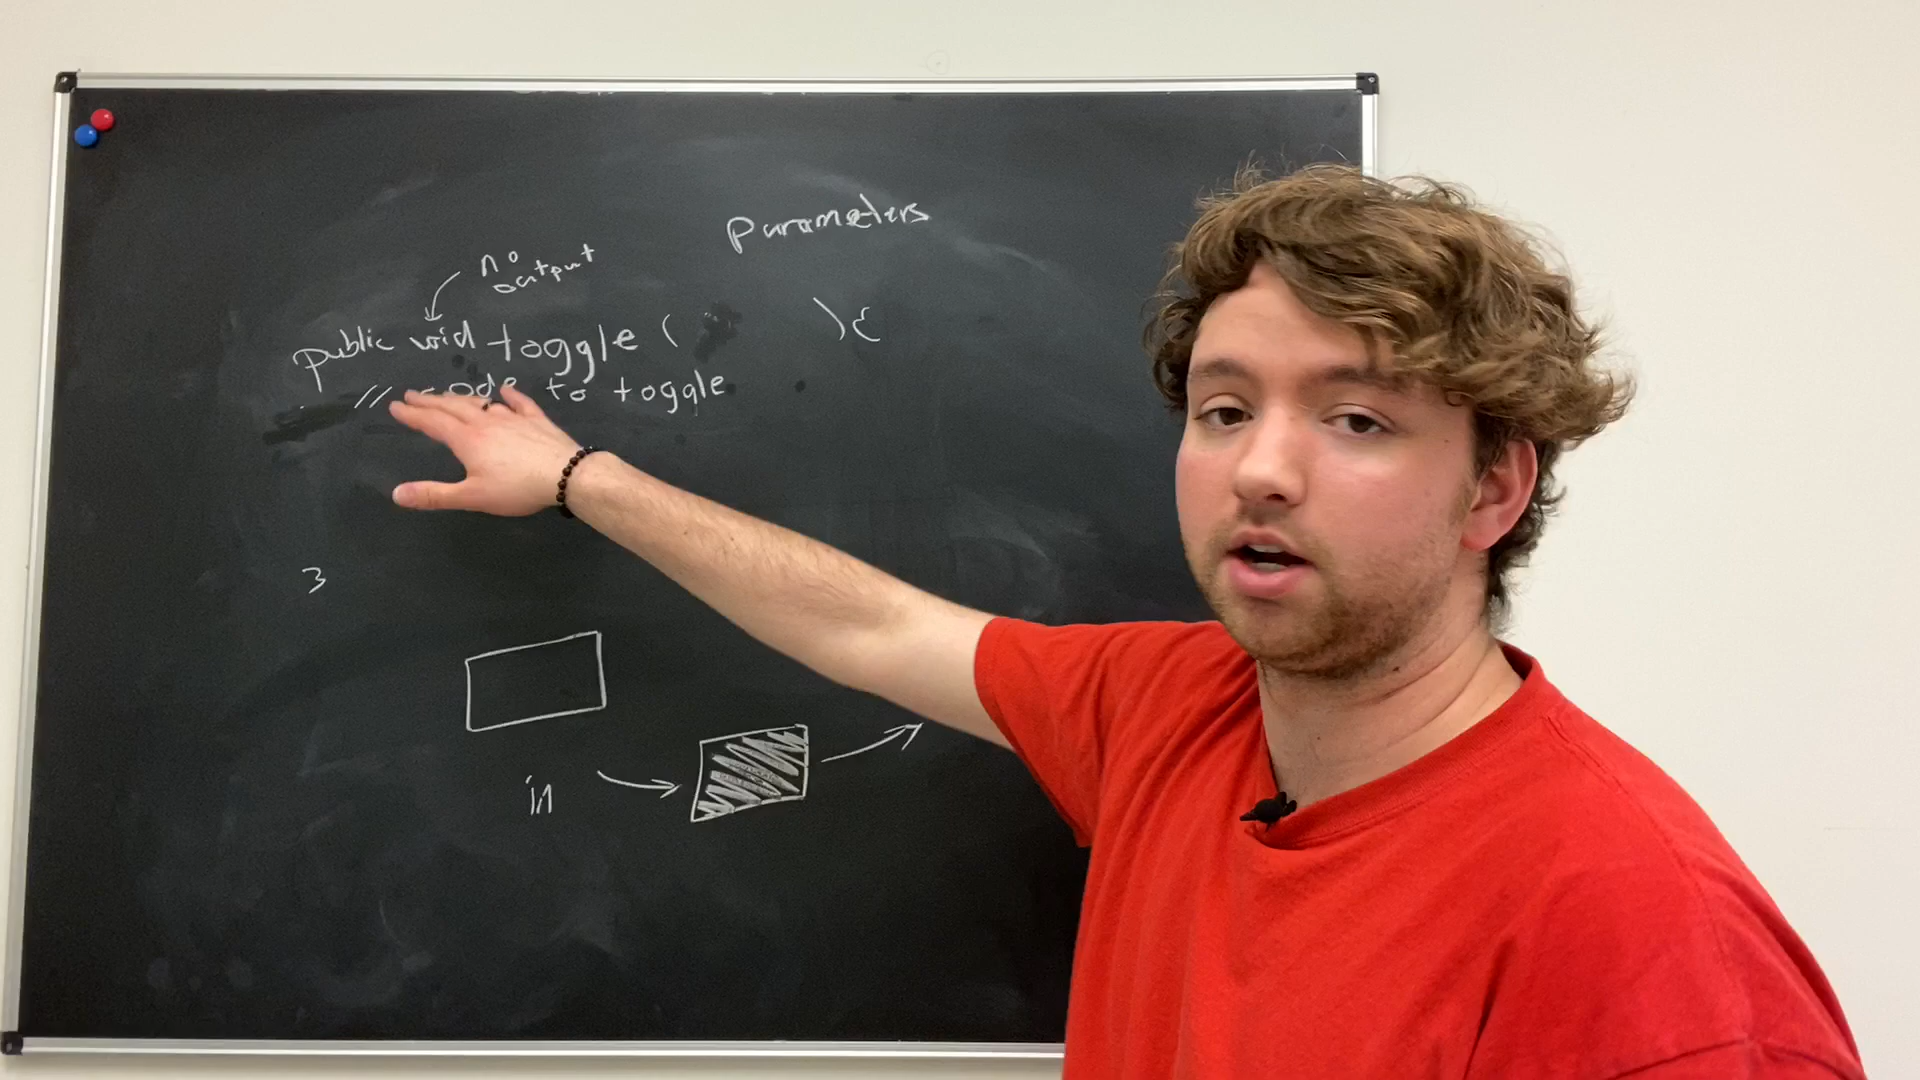 Parameters
no
output
public void toggle ( ) {
// code to toggle
}
in